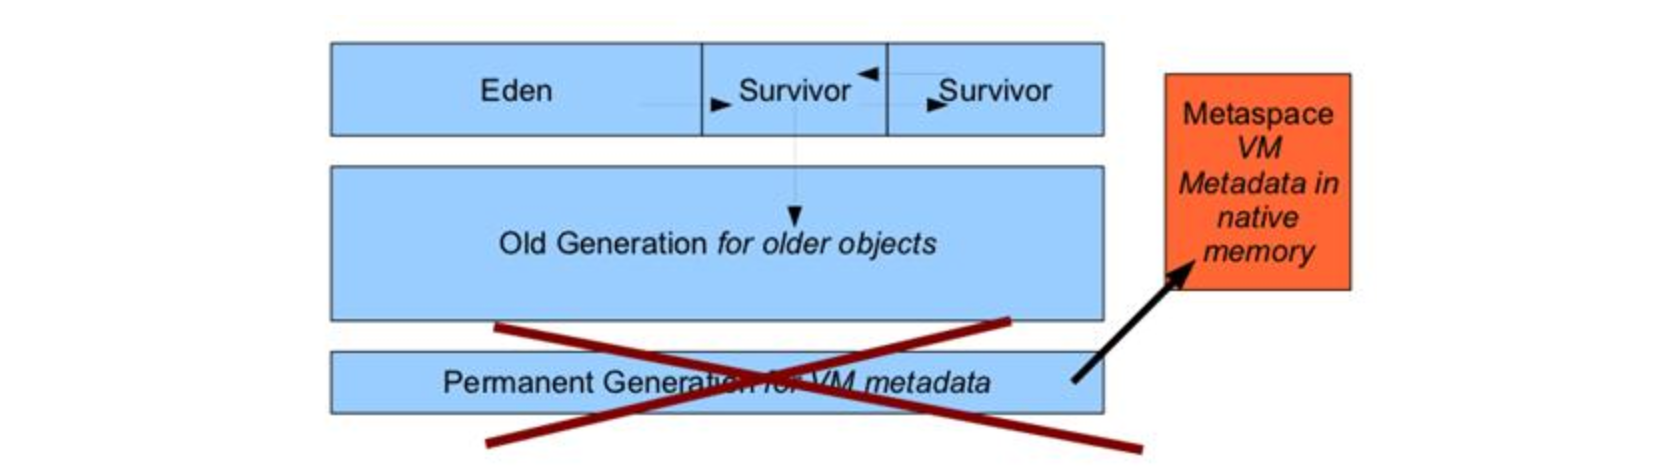 Eden
Survivor
Survivor
Metaspace
VM
Metadata in
native
memory
Old Generation for older objects
Permanent Generation for VM metadata